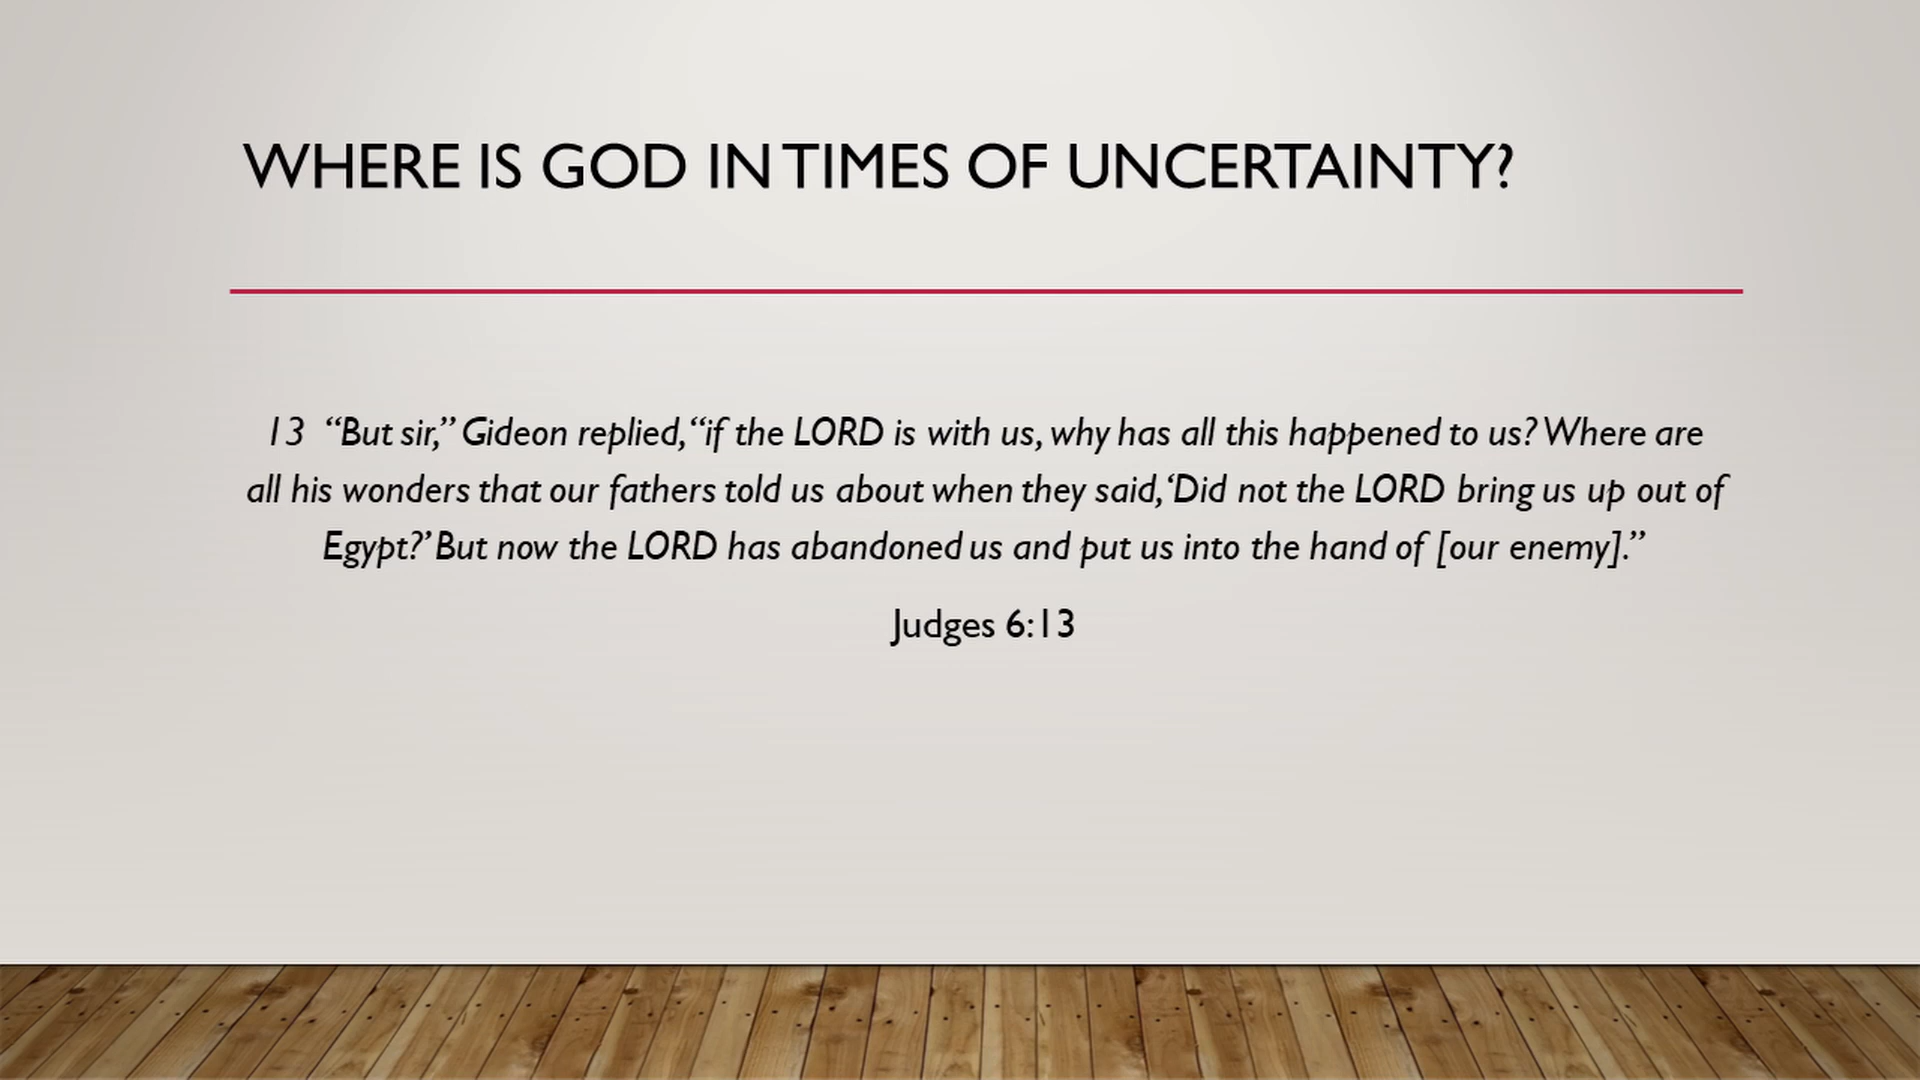 WHERE IS GOD IN TIMES OF UNCERTAINTY?
13 “But sir,” Gideon replied, “if the LORD is with us, why has all this happened to us? Where are
all his wonders that our fathers told us about when they said, ‘Did not the LORD bring us up out of
Egypt?’ But now the LORD has abandoned us and put us into the hand of [our enemy].”
Judges 6:13